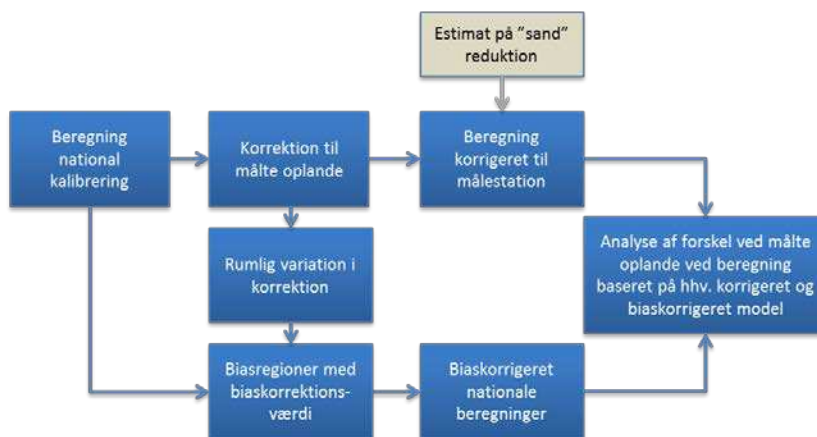 Estimat på ”sand”
reduktion
Beregning
national
kalibrering
Korrektion til
målte oplande
Beregning
korrigeret til
målestation
Rumlig variation i
korrektion
Analyse af forskel ved målte
oplande ved beregning
baseret på hhv. korrigeret og
biaskorrigeret model
Biasregioner med
biaskorrektions-
værdi
Biaskorrigeret
nationale
beregninger